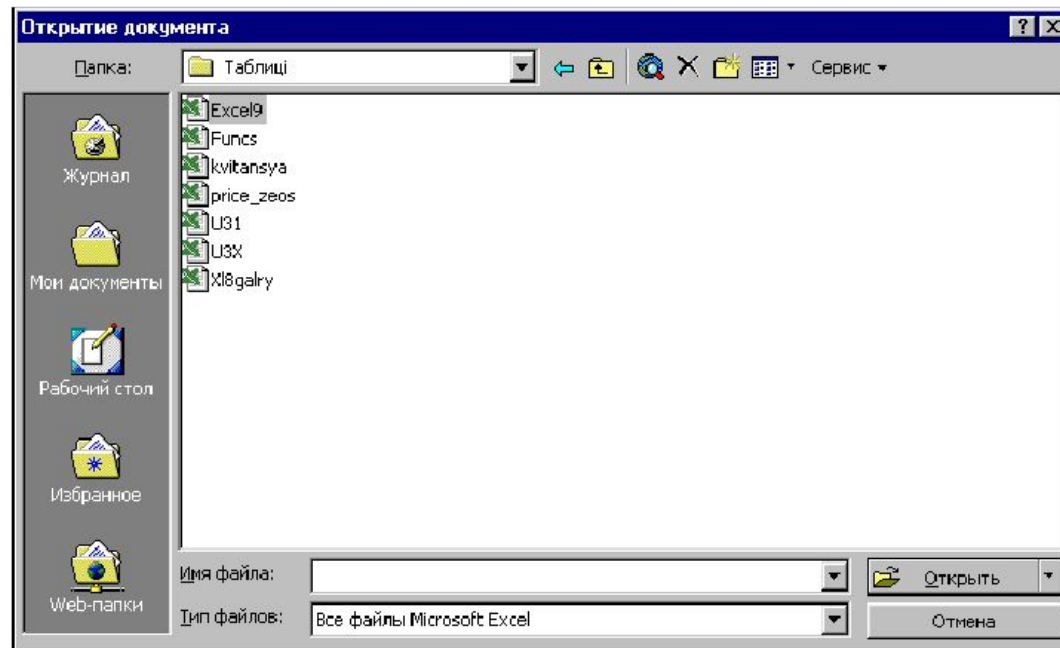 Открытие документа
Папка: Таблиці Сервис
Excel9
Funcs
kvitansya
price_zeos
U31
U3X
Xl8galry
Журнал
Мои документы
Рабочий стол
Избранное
Web-папки
Имя файла: Открыть
Тип файлов: Все файлы Microsoft Excel Отмена